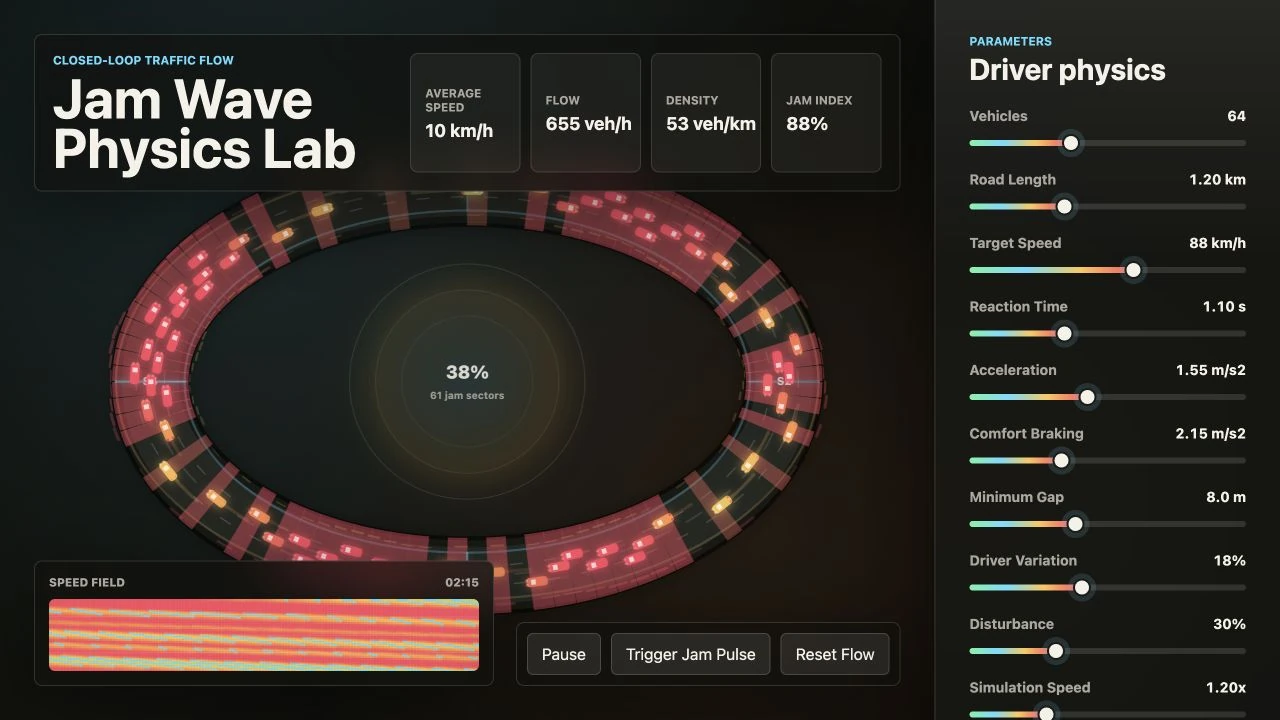 CLOSED-LOOP TRAFFIC FLOW
Jam Wave
Physics Lab
AVERAGE
SPEED
10 km/h
FLOW
655 veh/h
DENSITY
53 veh/km
JAM INDEX
88%
38%
61 jam sectors
SPEED FIELD
02:15
Pause
Trigger Jam Pulse
Reset Flow
PARAMETERS
Driver physics
Vehicles
64
Road Length
1.20 km
Target Speed
88 km/h
Reaction Time
1.10 s
Acceleration
1.55 m/s2
Comfort Braking
2.15 m/s2
Minimum Gap
8.0 m
Driver Variation
18%
Disturbance
30%
Simulation Speed
1.20x